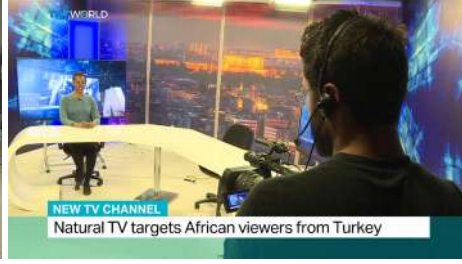 WORLD
NEW TV CHANNEL
Natural TV targets African viewers from Turkey